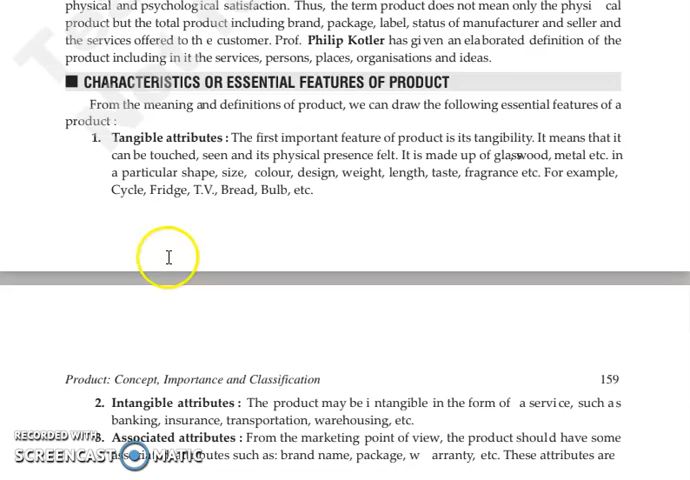 physical and psychological satisfaction. Thus, the term product does not mean only the physi cal
product but the total product including brand, package, label, status of manufacturer and seller and
the services offered to th e customer. Prof. Philip Kotler has given an elaborated definition of the
product including in it the services, persons, places, organisations and ideas.
CHARACTERISTICS OR ESSENTIAL FEATURES OF PRODUCT
From the meaning and definitions of product, we can draw the following essential features of a
product :
1. Tangible attributes : The first important feature of product is its tangibility. It means that it
can be touched, seen and its physical presence felt. It is made up of glass, wood, metal etc. in
a particular shape, size, colour, design, weight, length, taste, fragrance etc. For example,
Cycle, Fridge, T.V., Bread, Bulb, etc.
Product: Concept, Importance and Classification 159
2. Intangible attributes : The product may be i ntangible in the form of a service, such as
banking, insurance, transportation, warehousing, etc.
3. Associated attributes : From the marketing point of view, the product should have some
attributes such as: brand name, package, w arranty, etc. These attributes are
RECORDED WITH
SCREENCAST MATIC